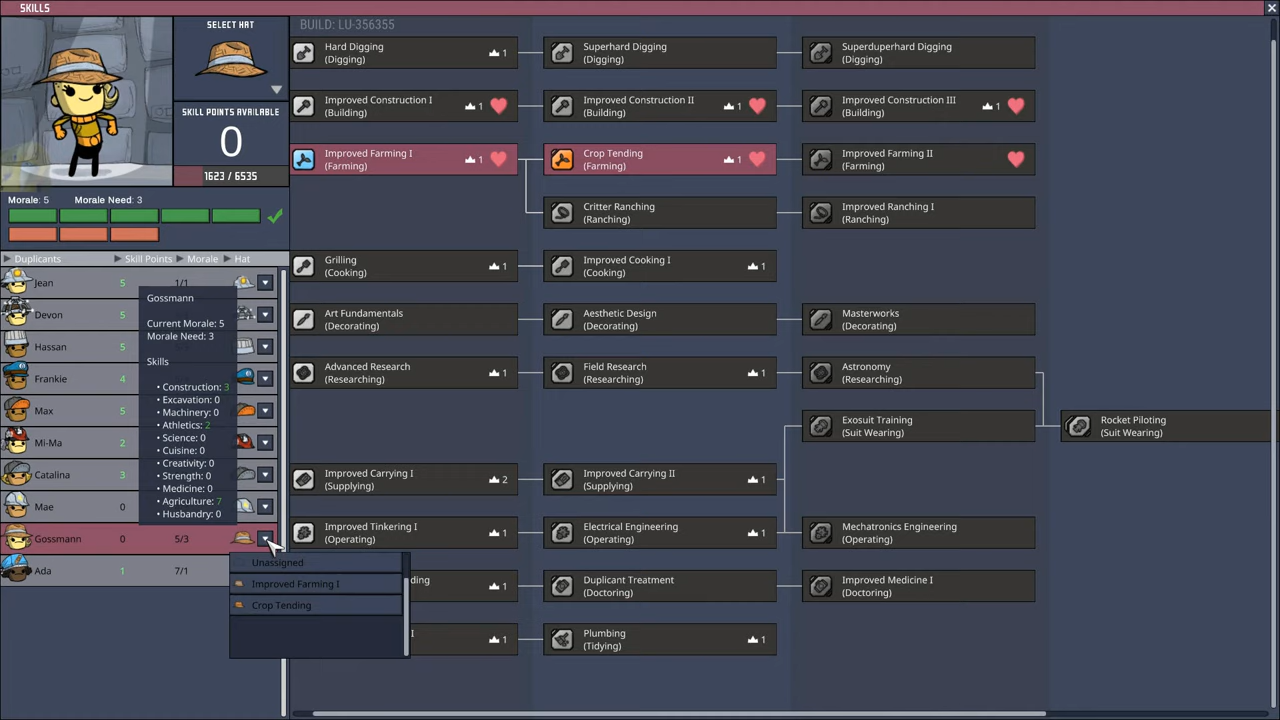 SKILLS
SELECT HAT
SKILL POINTS AVAILABLE
0
1623 / 6535
Morale: 5 Morale Need: 3
Duplicants Skill Points Morale Hat
Jean 5 1/1
Devon 5
Hassan 5
Frankie 4
Max 5
Mi-Ma 2
Catalina 3
Mae 0
Gossmann 0 5/3
Ada 1 7/1
Gossmann
Current Morale: 5
Morale Need: 3
Skills
• Construction: 3
• Excavation: 0
• Machinery: 0
• Athletics: 2
• Science: 0
• Cuisine: 0
• Creativity: 0
• Strength: 0
• Medicine: 0
• Agriculture: 7
• Husbandry: 0
Unassigned
Improved Farming I
Crop Tending
BUILD: LU-356355
Hard Digging
(Digging)
1
Superhard Digging
(Digging)
Superduperhard Digging
(Digging)
Improved Construction I
(Building)
1
Improved Construction II
(Building)
1
Improved Construction III
(Building)
1
Improved Farming I
(Farming)
1
Crop Tending
(Farming)
1
Improved Farming II
(Farming)
Critter Ranching
(Ranching)
Improved Ranching I
(Ranching)
Grilling
(Cooking)
1
Improved Cooking I
(Cooking)
1
Art Fundamentals
(Decorating)
Aesthetic Design
(Decorating)
Masterworks
(Decorating)
Advanced Research
(Researching)
Field Research
(Researching)
1
Astronomy
(Researching)
Exosuit Training
(Suit Wearing)
Rocket Piloting
(Suit Wearing)
Improved Carrying I
(Supplying)
2
Improved Carrying II
(Supplying)
1
Improved Tinkering I
(Operating)
1
Electrical Engineering
(Operating)
1
Mechatronics Engineering
(Operating)
1
Duplicant Treatment
(Doctoring)
Improved Medicine I
(Doctoring)
1
Plumbing
(Tidying)
1